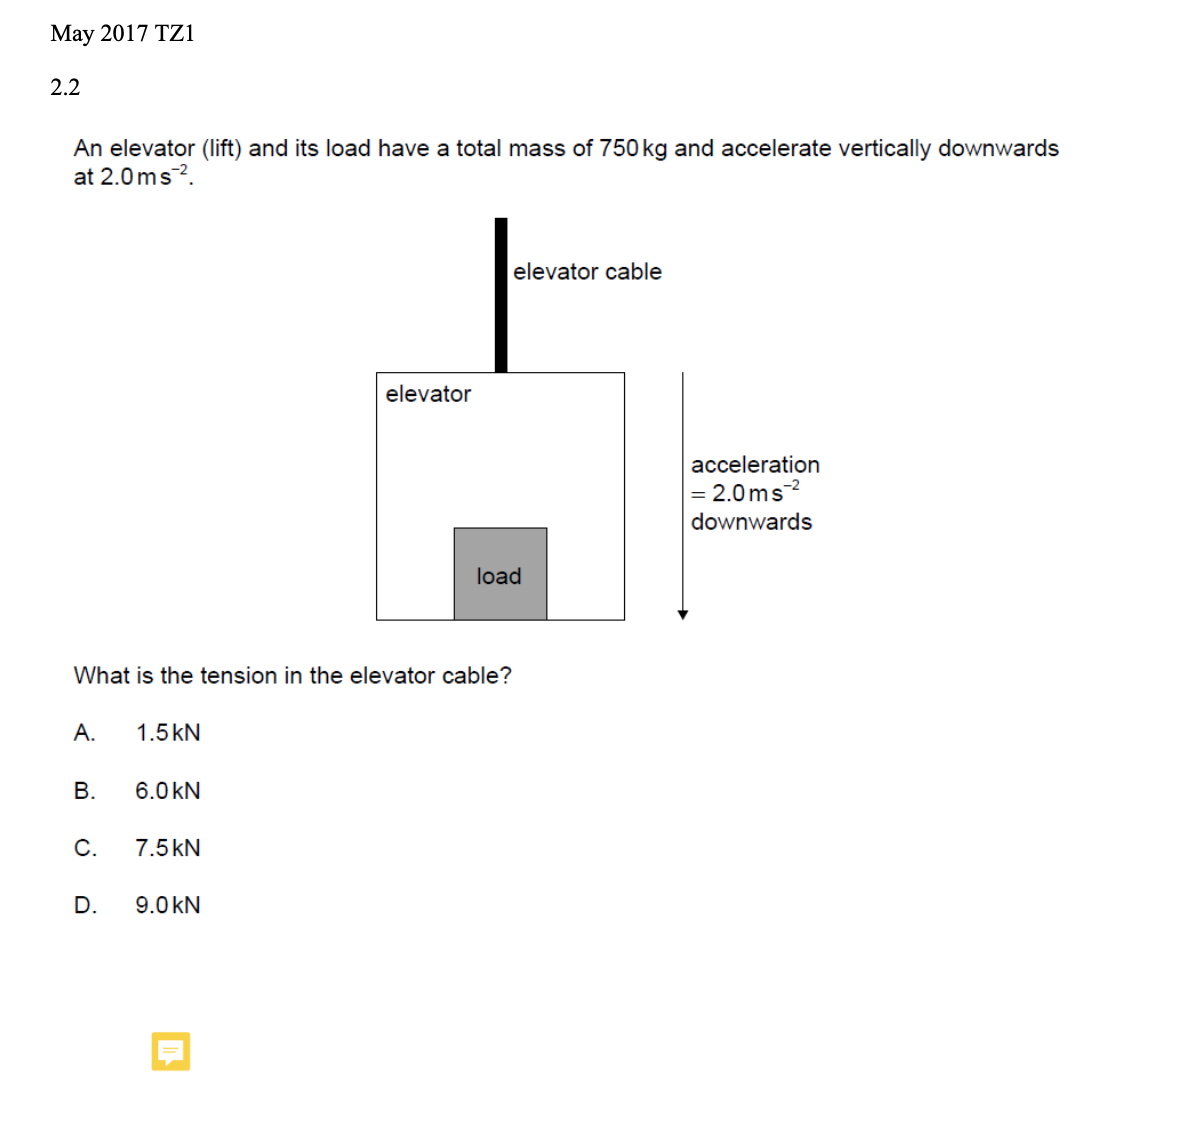 May 2017 TZ1
2.2
An elevator (lift) and its load have a total mass of 750 kg and accelerate vertically downwards
at 2.0 m s⁻².
elevator cable
elevator
acceleration
= 2.0 m s⁻²
downwards
load
What is the tension in the elevator cable?
A. 1.5 kN
B. 6.0 kN
C. 7.5 kN
D. 9.0 kN